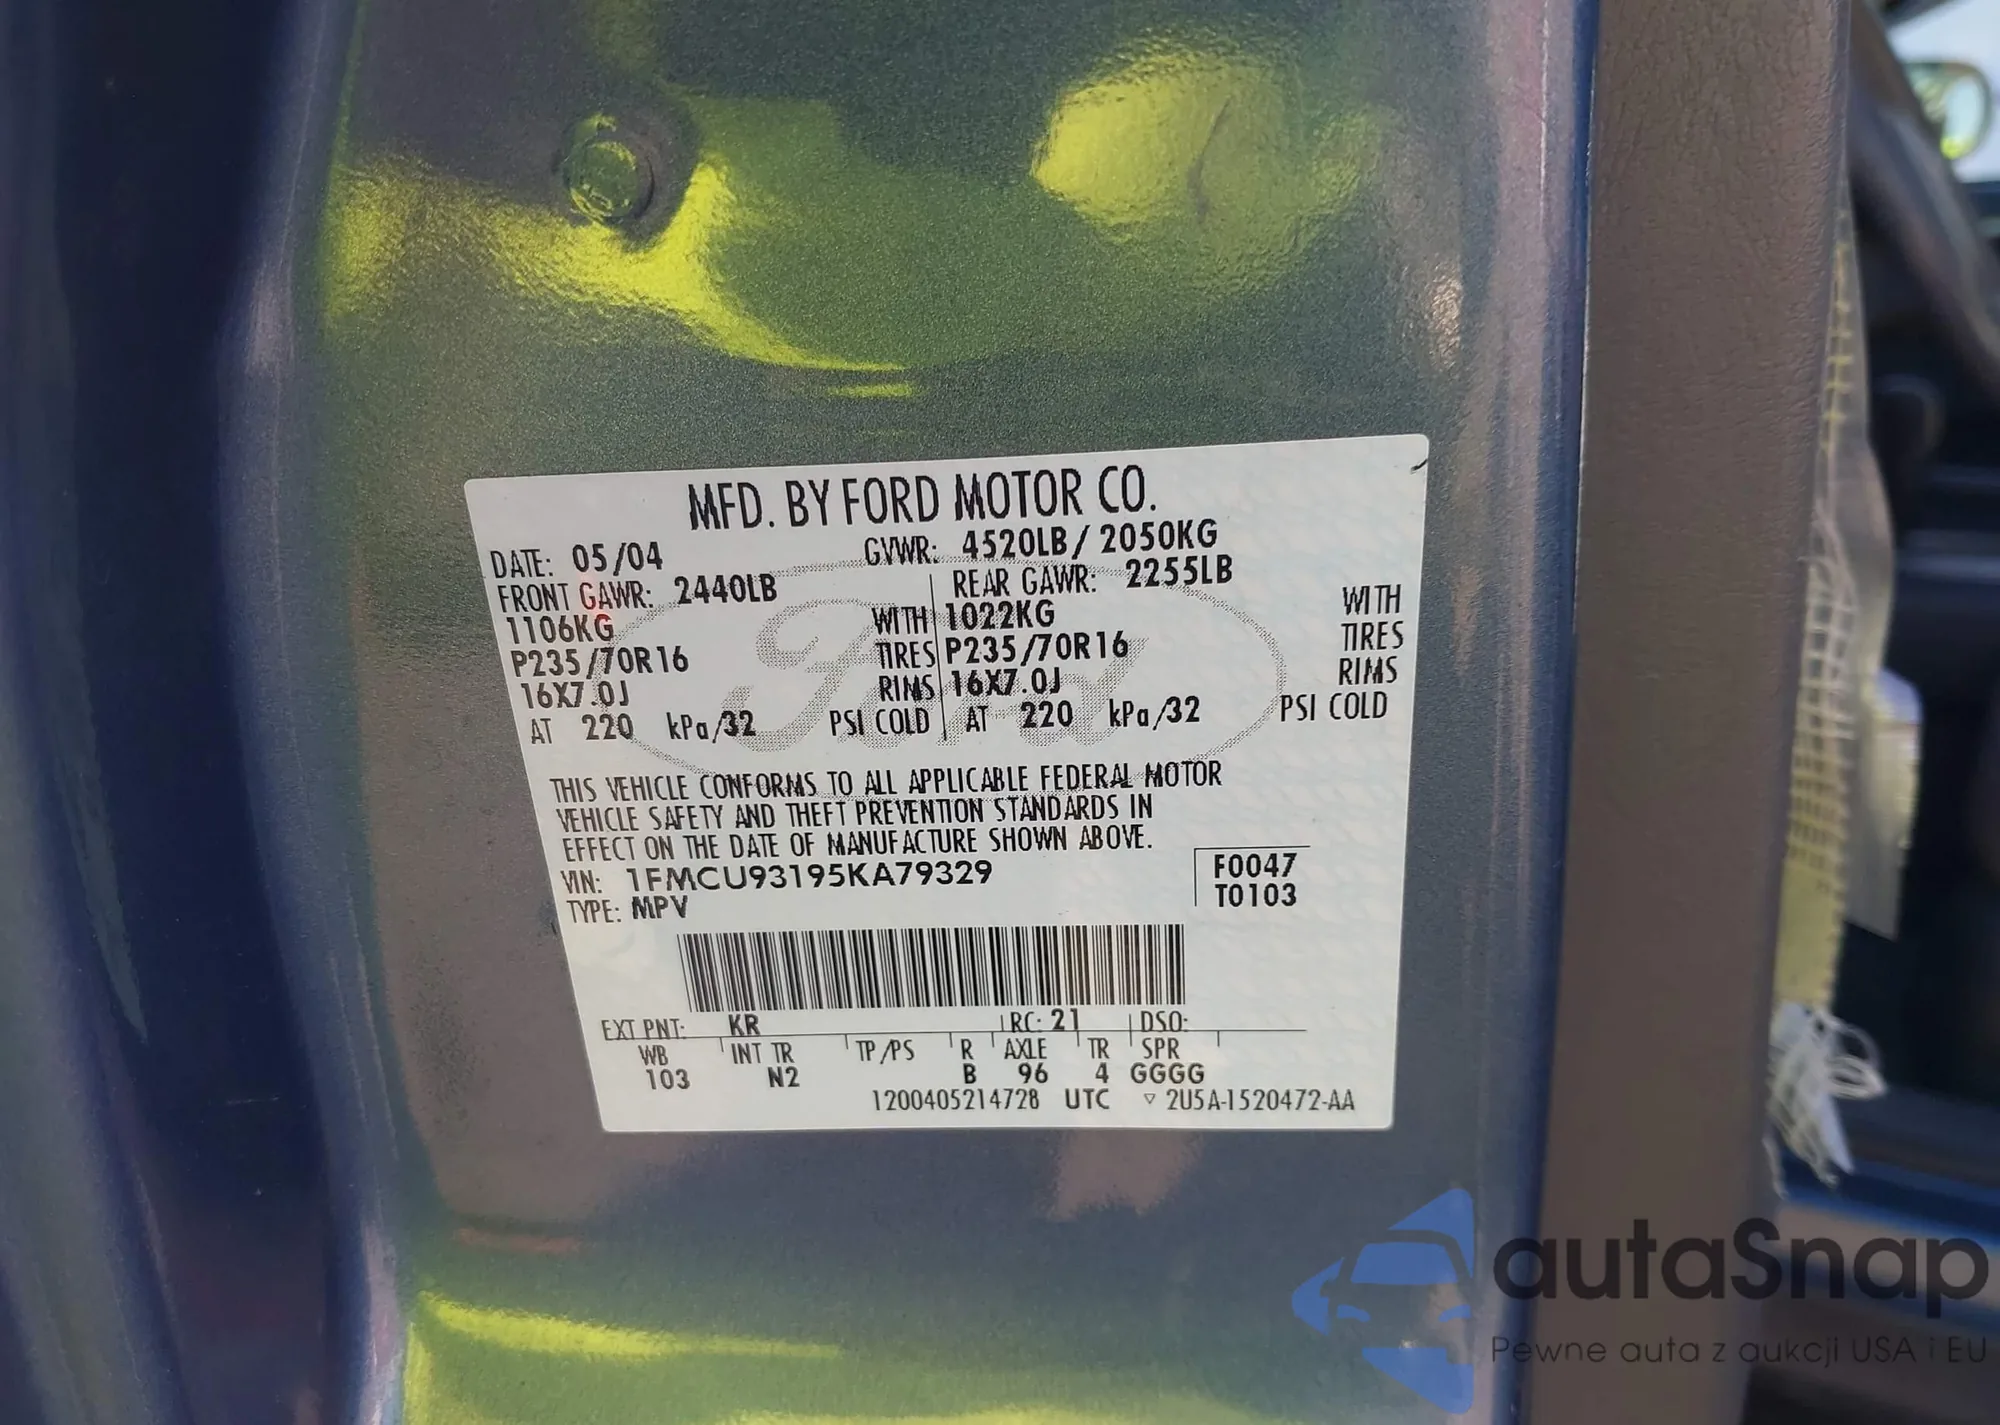 MFD. BY FORD MOTOR CO.
DATE: 05/04 GVWR: 4520LB / 2050KG
FRONT GAWR: 2440LB REAR GAWR: 2255LB
1106KG WITH 1022KG WITH
P235/70R16 TIRES P235/70R16 TIRES
16X7.0J RIMS 16X7.0J RIMS
AT 220 kPa/32 PSI COLD AT 220 kPa/32 PSI COLD
Ford
THIS VEHICLE CONFORMS TO ALL APPLICABLE FEDERAL MOTOR
VEHICLE SAFETY AND THEFT PREVENTION STANDARDS IN
EFFECT ON THE DATE OF MANUFACTURE SHOWN ABOVE.
VIN: 1FMCU93195KA79329 F0047
TYPE: MPV T0103
EXT PNT: KR RC: 21 DSO:
WB INT TR TP/PS R AXLE TR SPR
103 N2 B 96 4 GGGG
1200405214728 UTC ▽ 2U5A-1520472-AA
autaSnap
Pewne auta z aukcji USA i EU